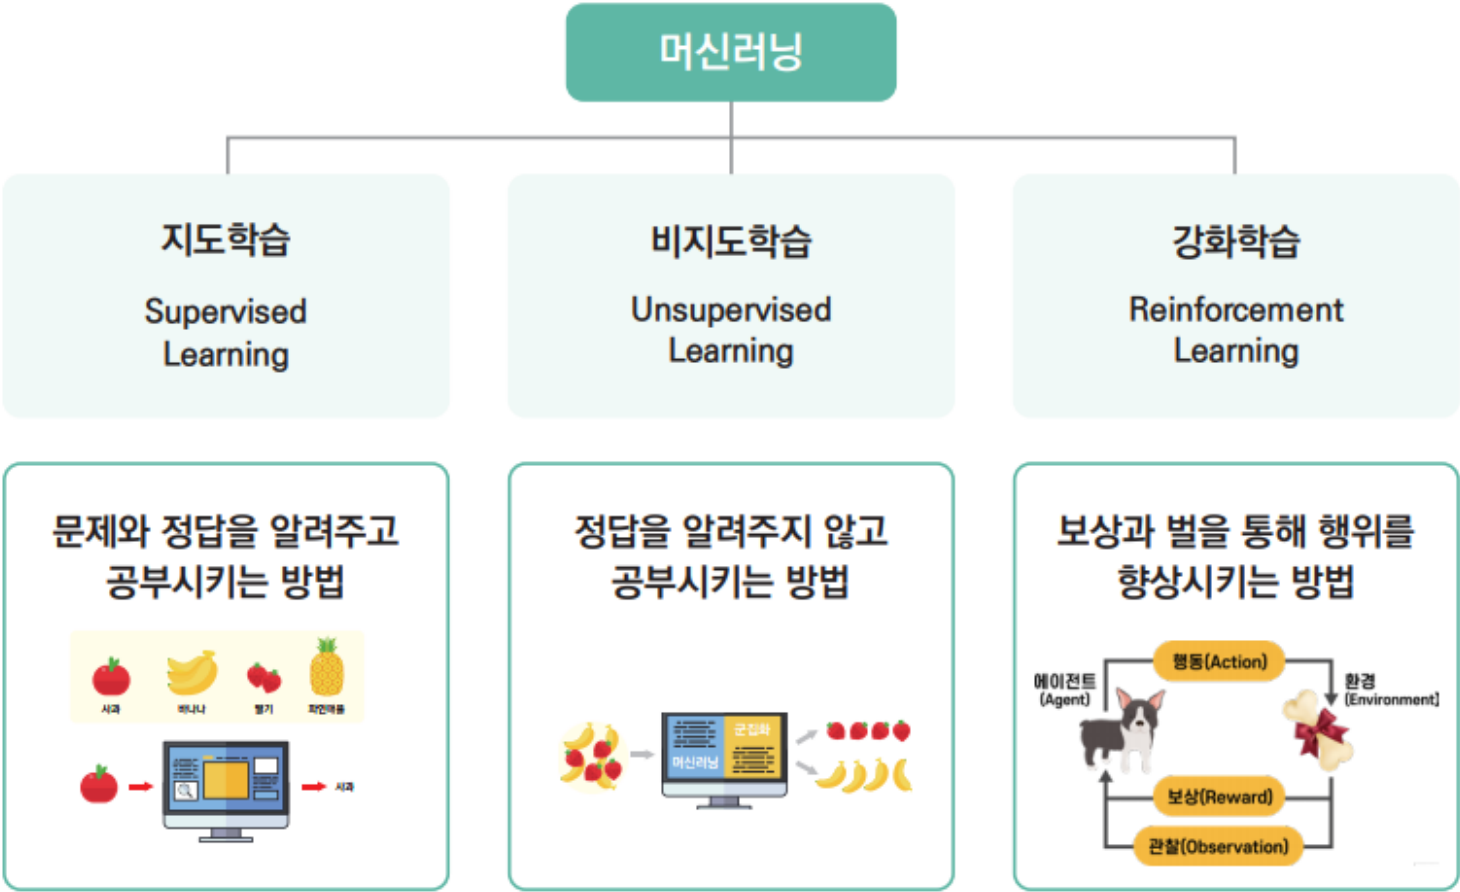 머신러닝
지도학습
Supervised
Learning
비지도학습
Unsupervised
Learning
강화학습
Reinforcement
Learning
문제와 정답을 알려주고
공부시키는 방법
사과
바나나
딸기
파인애플
사과
정답을 알려주지 않고
공부시키는 방법
머신러닝
군집화
보상과 벌을 통해 행위를
향상시키는 방법
행동(Action)
에이전트
(Agent)
환경
(Environment)
보상(Reward)
관찰(Observation)